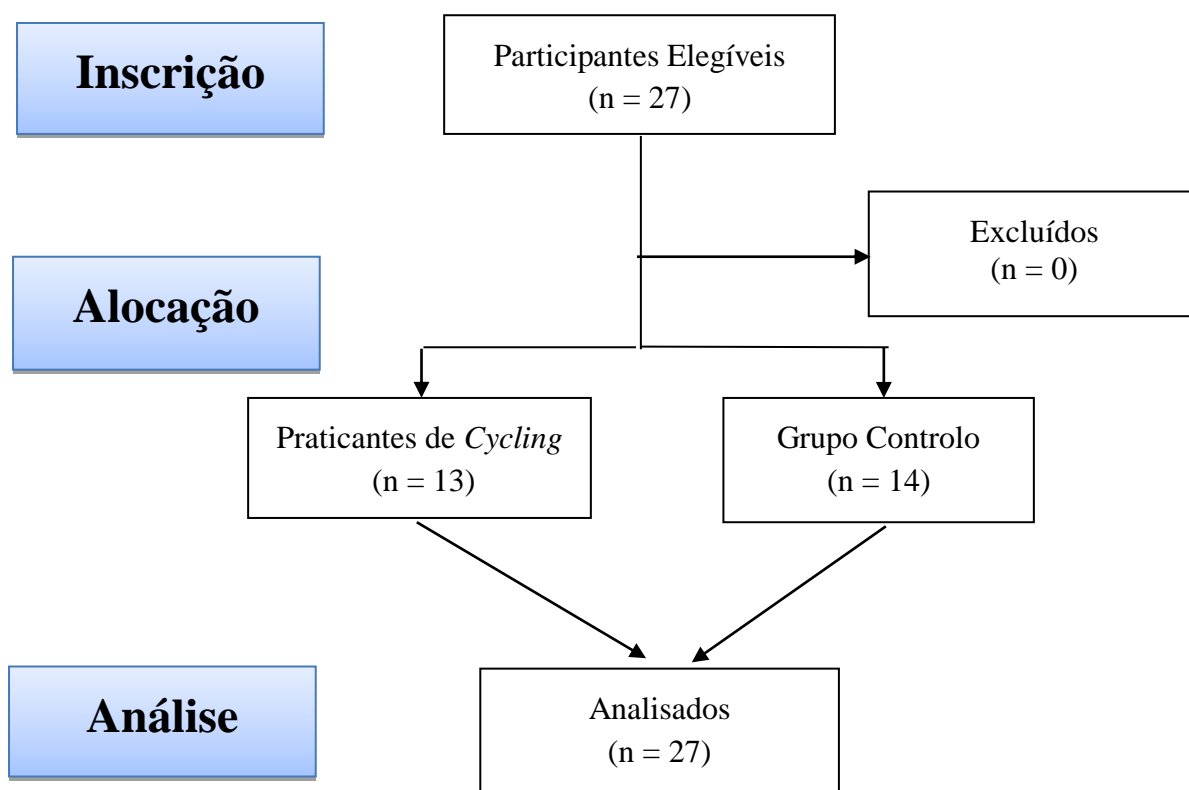 Inscrição
Participantes Elegíveis
(n = 27)
Excluídos
(n = 0)
Alocação
Praticantes de Cycling
(n = 13)
Grupo Controlo
(n = 14)
Análise
Analisados
(n = 27)